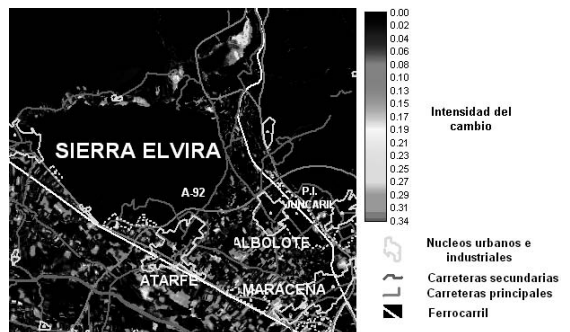 SIERRA ELVIRA
A-92
P.I.
JUNCARIL
ALBOLOTE
ATARFE
MARACENA
0.00
0.02
0.04
0.06
0.08
0.10
0.13
0.15
0.17
0.19
0.21
0.23
0.25
0.27
0.29
0.31
0.34
Intensidad del
cambio
Nucleos urbanos e
industriales
Carreteras secundarias
Carreteras principales
Ferrocarril